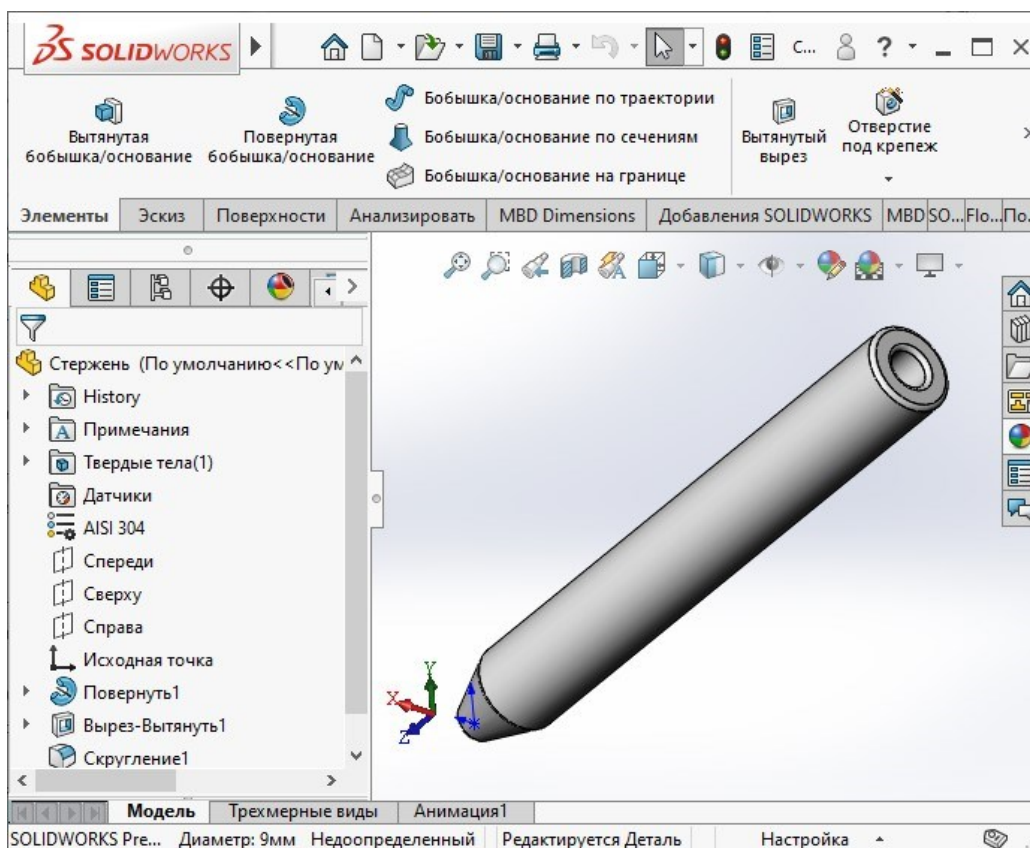 SOLIDWORKS
С... ?
Вытянутая бобышка/основание
Повернутая бобышка/основание
Бобышка/основание по траектории
Бобышка/основание по сечениям
Бобышка/основание на границе
Вытянутый вырез
Отверстие под крепеж
Элементы Эскиз Поверхности Анализировать MBD Dimensions Добавления SOLIDWORKS MBD SO... Flo... По.
Стержень (По умолчанию<<По ум
History
Примечания
Твердые тела(1)
Датчики
AISI 304
Спереди
Сверху
Справа
Исходная точка
Повернуть1
Вырез-Вытянуть1
Скругление1
Y
X
Z
Модель Трехмерные виды Анимация1
SOLIDWORKS Pre... Диаметр: 9мм Недоопределенный Редактируется Деталь Настройка